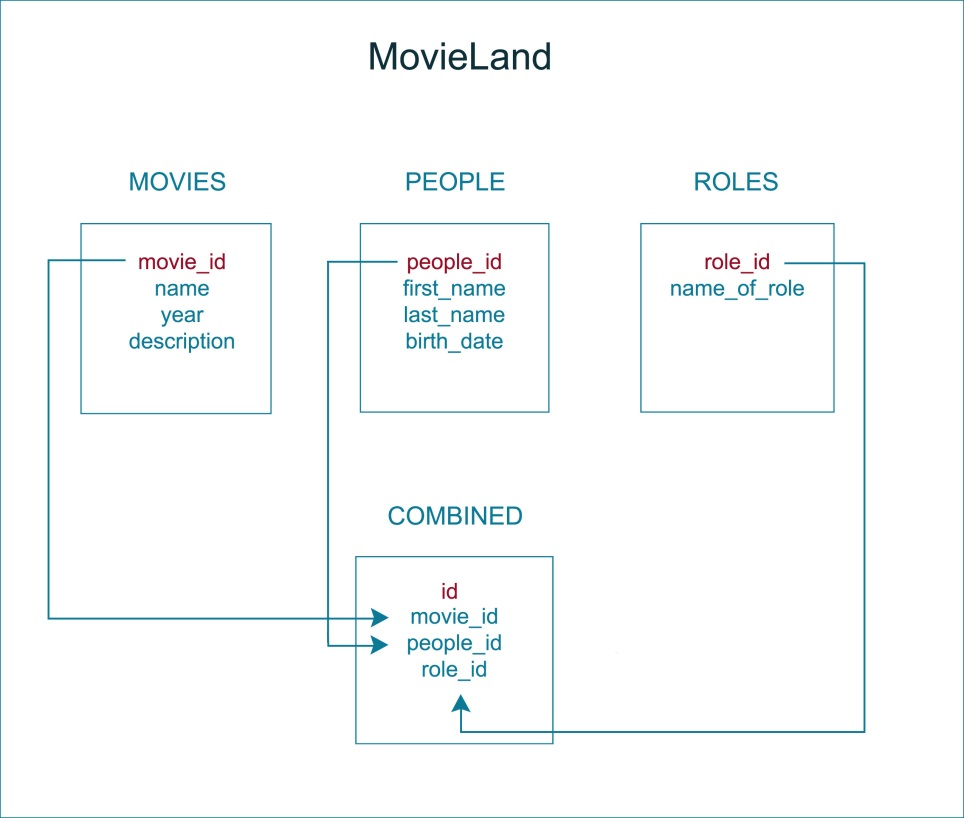 MovieLand
MOVIES
PEOPLE
ROLES
movie_id
name
year
description
people_id
first_name
last_name
birth_date
role_id
name_of_role
COMBINED
id
movie_id
people_id
role_id